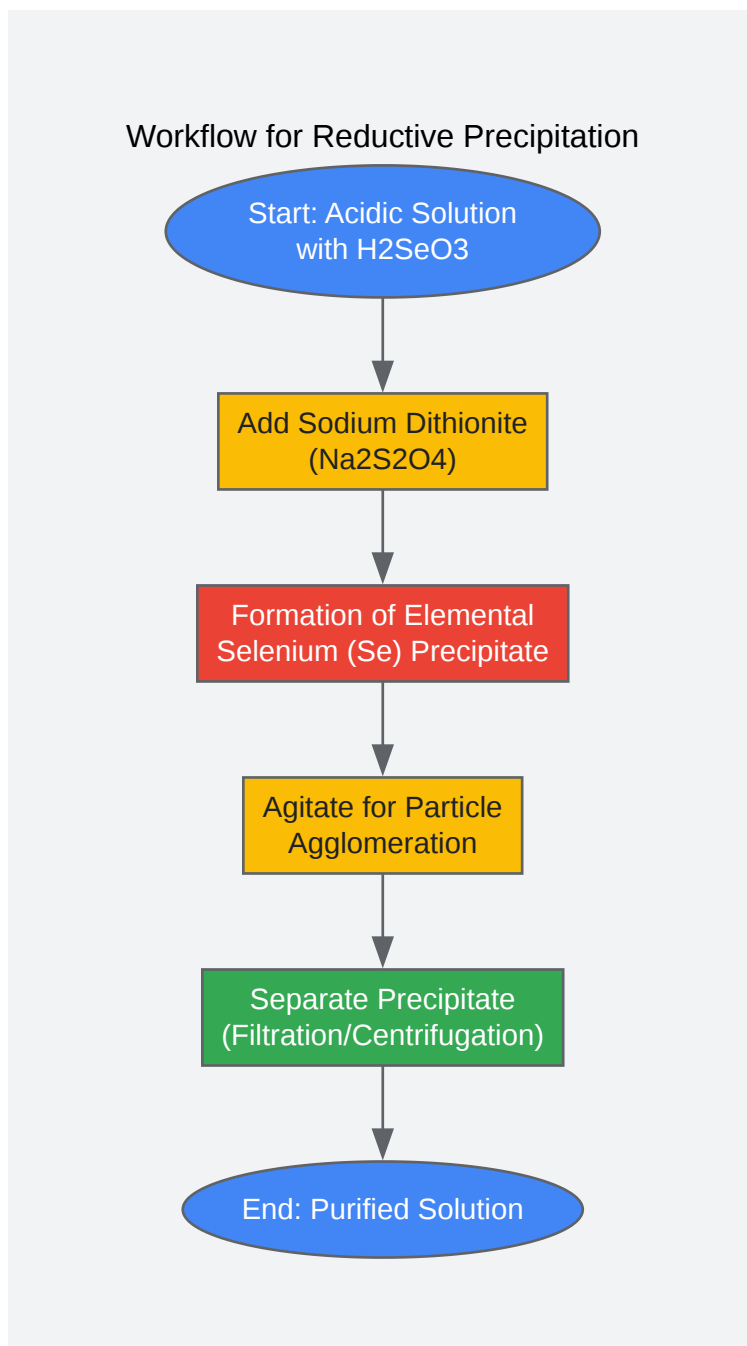 Workflow for Reductive Precipitation
Start: Acidic Solution
with H2SeO3
Add Sodium Dithionite
(Na2S2O4)
Formation of Elemental
Selenium (Se) Precipitate
Agitate for Particle
Agglomeration
Separate Precipitate
(Filtration/Centrifugation)
End: Purified Solution